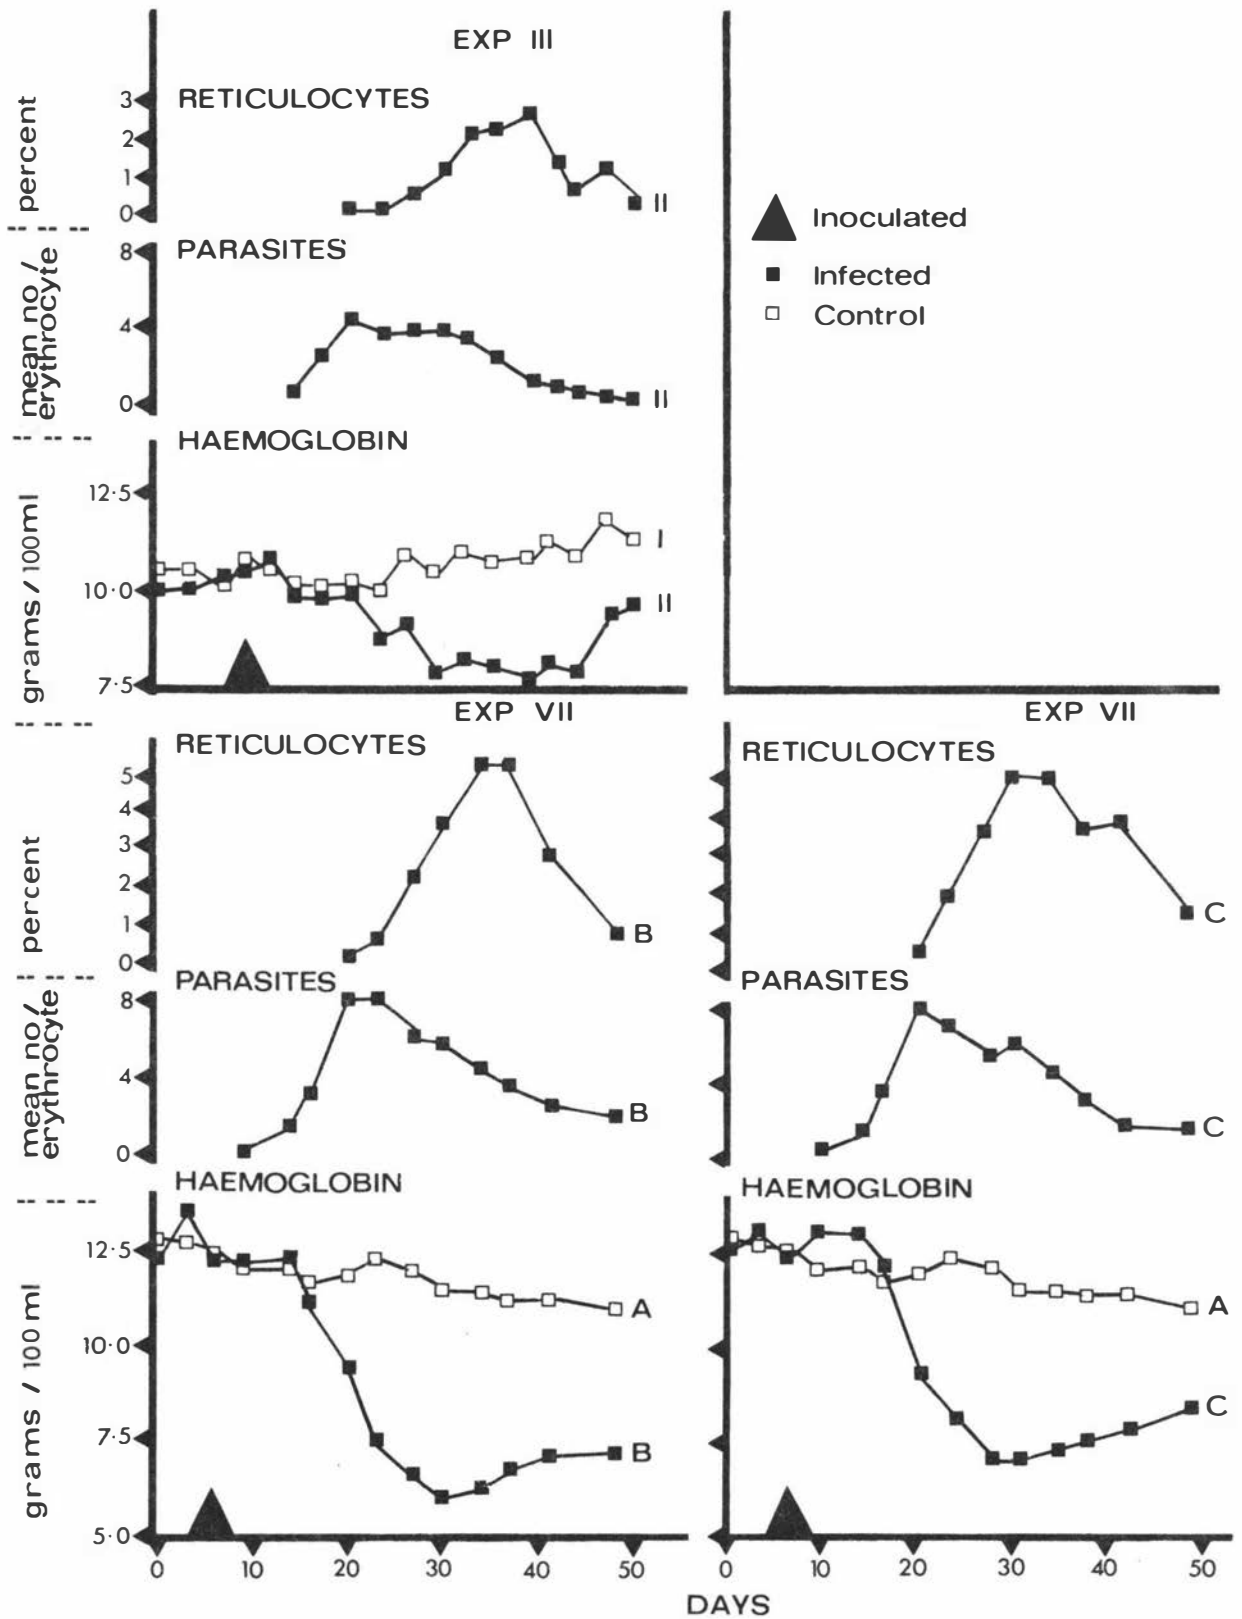 EXP III
RETICULOCYTES
percent
3
2
1
0
II
PARASITES
mean no/
erythrocyte
8
4
0
II
HAEMOGLOBIN
grams / 100ml
12·5
10·0
7·5
I
II
Inoculated
Infected
Control
EXP VII
RETICULOCYTES
percent
5
4
3
2
1
0
B
PARASITES
mean no/
erythrocyte
8
4
0
B
HAEMOGLOBIN
grams / 100 ml
12·5
10·0
7·5
5·0
A
B
0 10 20 30 40 50
EXP VII
RETICULOCYTES
C
PARASITES
C
HAEMOGLOBIN
A
C
0 10 20 30 40 50
DAYS